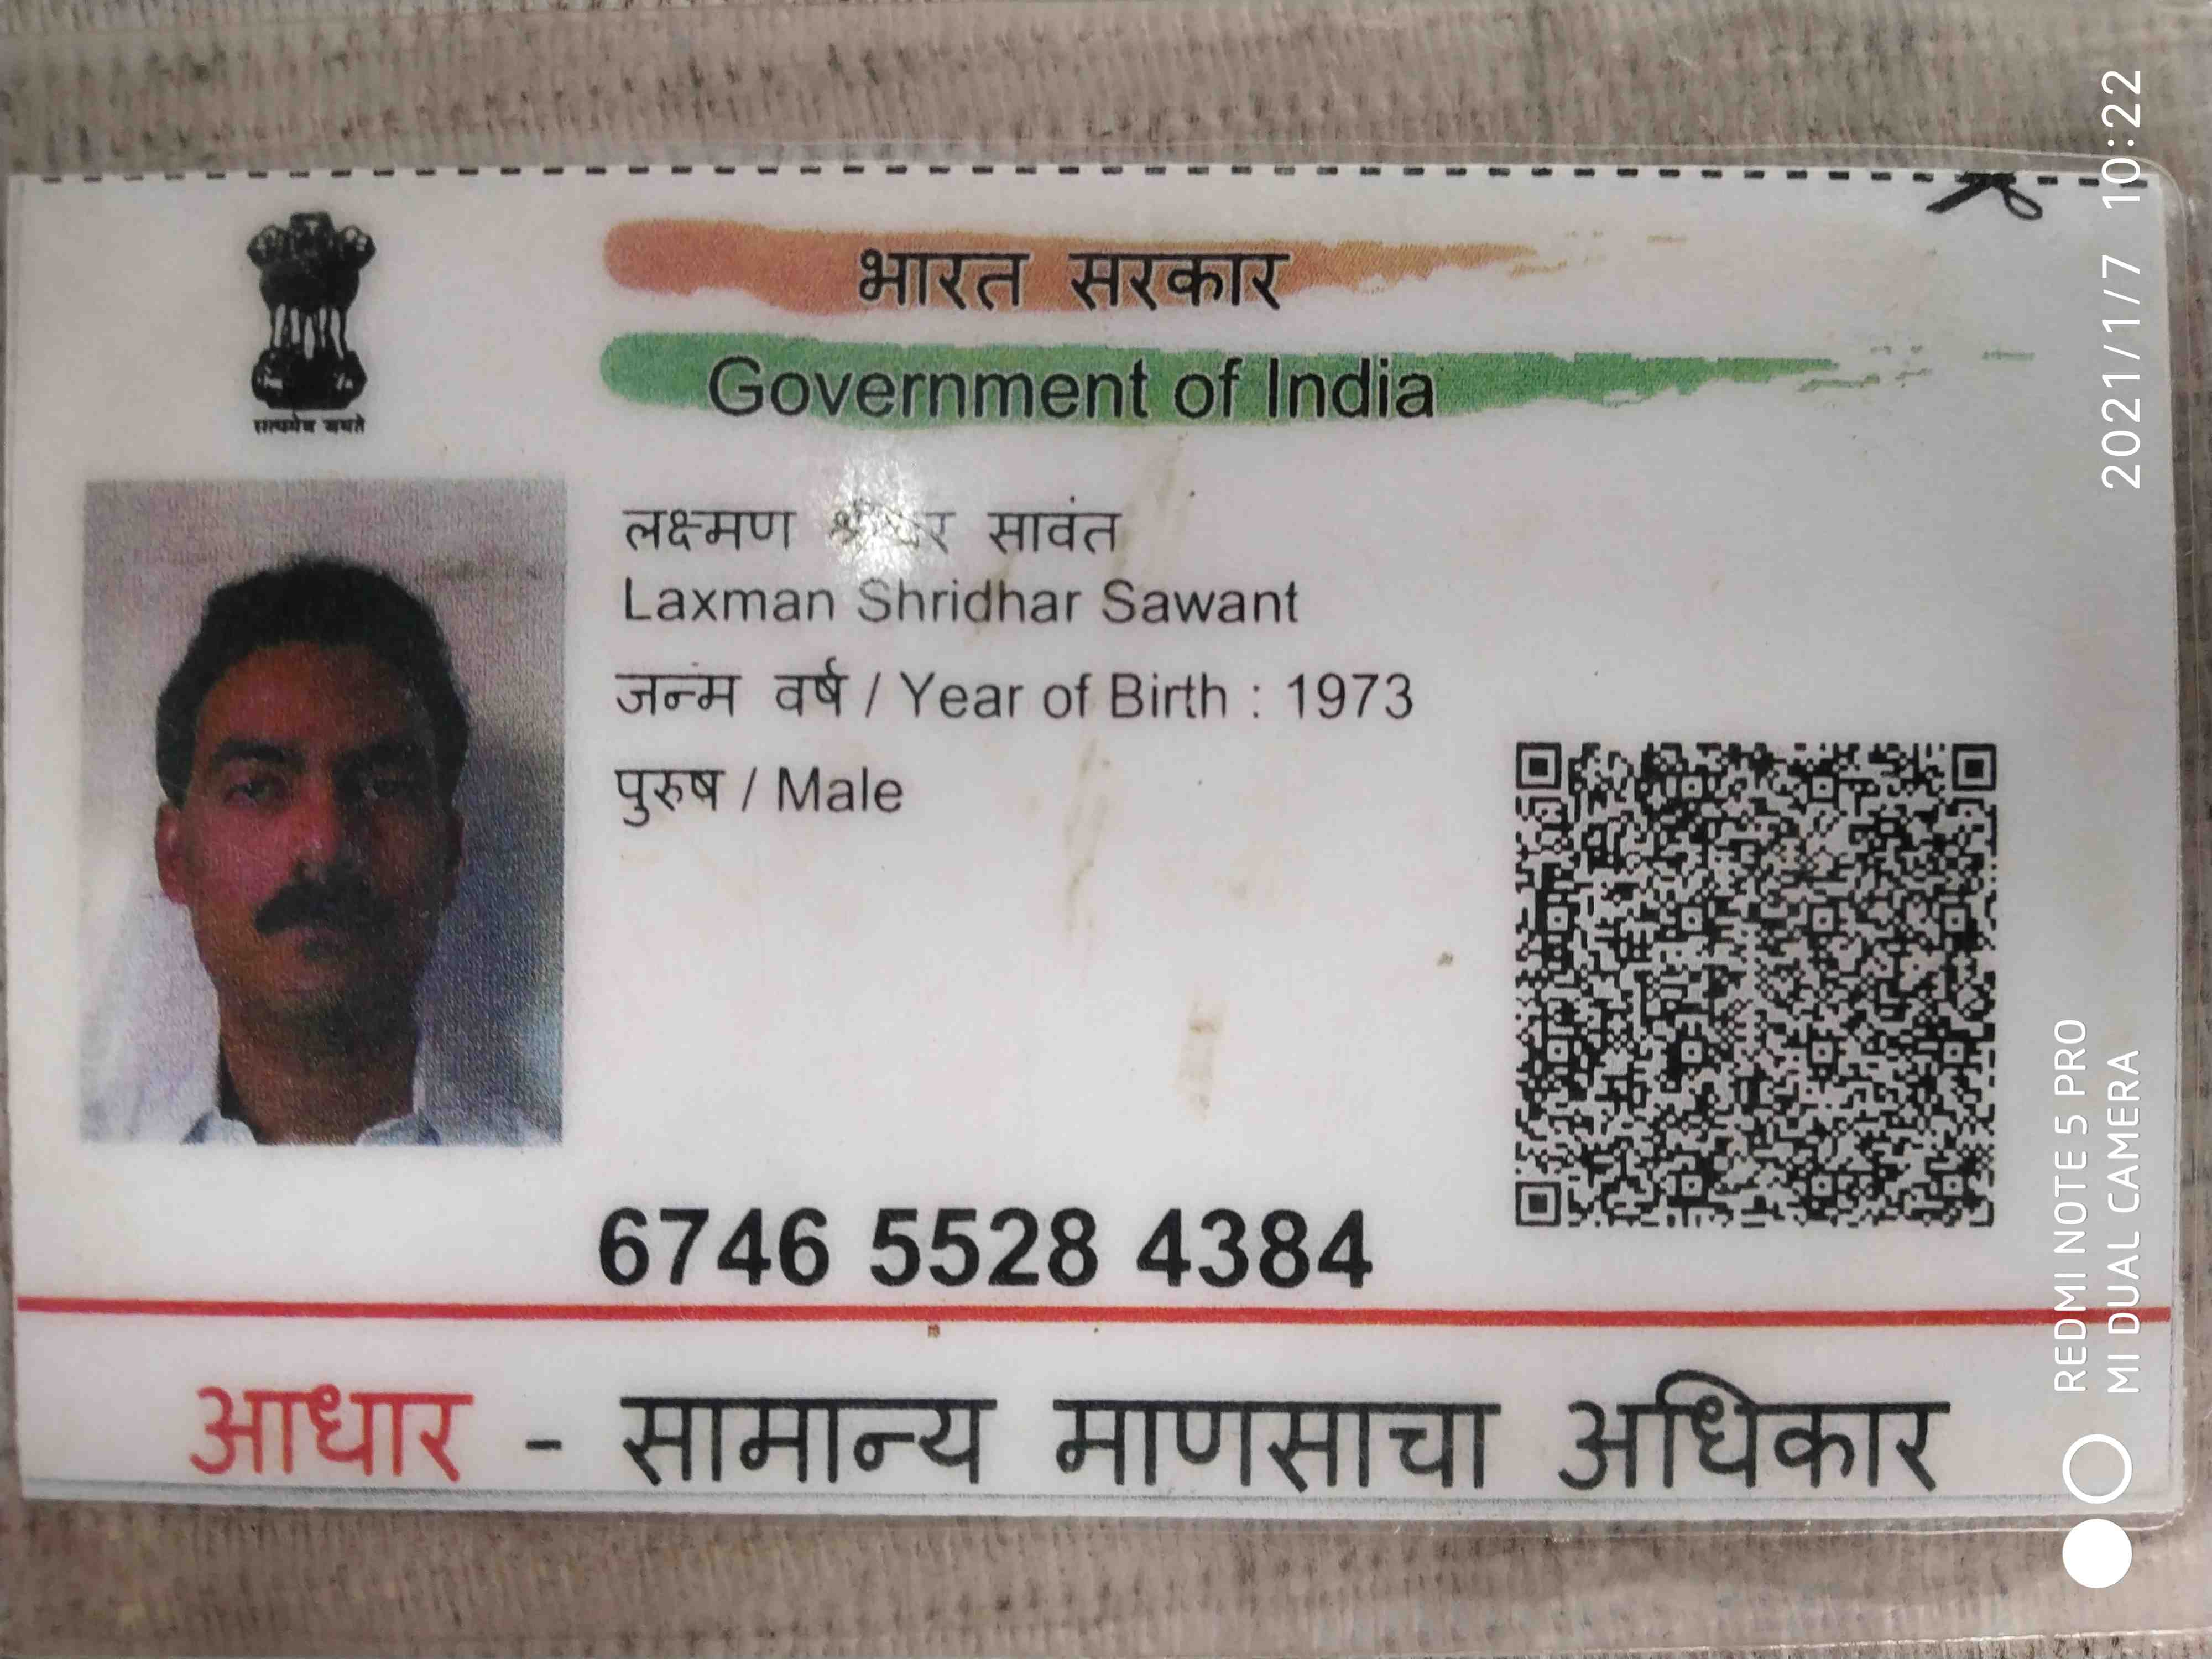 भारत सरकार
Government of India
सत्यमेव जयते
लक्ष्मण सावंत
Laxman Shridhar Sawant
जन्म वर्ष / Year of Birth : 1973
पुरुष / Male
6746 5528 4384
आधार - सामान्य माणसाचा अधिकार
2021/1/7 10:22
REDMI NOTE 5 PRO
MI DUAL CAMERA